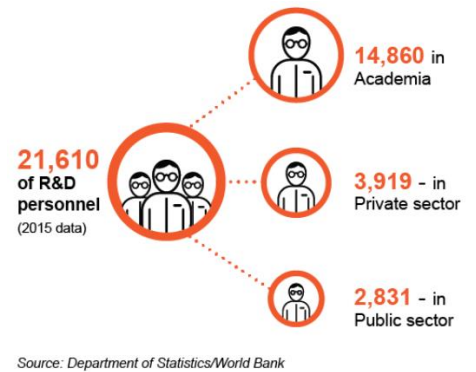 14,860 in
Academia
21,610
of R&D
personnel
(2015 data)
3,919 - in
Private sector
2,831 - in
Public sector
Source: Department of Statistics/World Bank